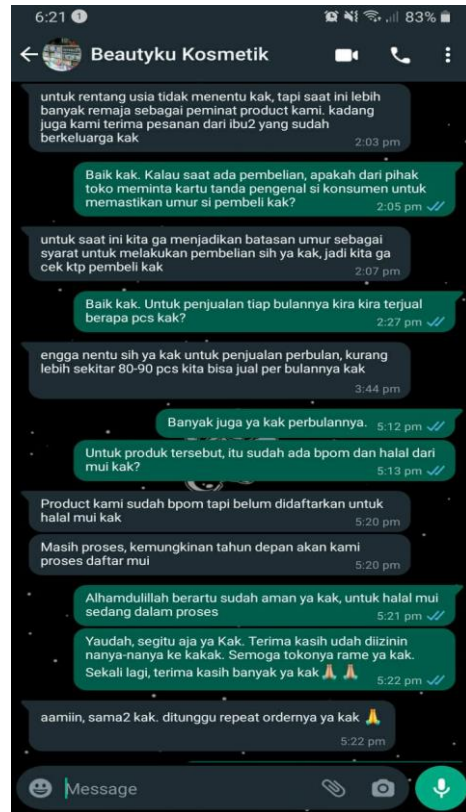 6:21
83%
Beautyku Kosmetik
untuk rentang usia tidak menentu kak, tapi saat ini lebih
banyak remaja sebagai peminat product kami. kadang
juga kami terima pesanan dari ibu2 yang sudah
berkeluarga kak
2:03 pm
Baik kak. Kalau saat ada pembelian, apakah dari pihak
toko meminta kartu tanda pengenal si konsumen untuk
memastikan umur si pembeli kak?
2:05 pm
untuk saat ini kita ga menjadikan batasan umur sebagai
syarat untuk melakukan pembelian sih ya kak, jadi kita ga
cek ktp pembeli kak
2:07 pm
Baik kak. Untuk penjualan tiap bulannya kira kira terjual
berapa pcs kak?
2:27 pm
engga nentu sih ya kak untuk penjualan perbulan, kurang
lebih sekitar 80-90 pcs kita bisa jual per bulannya kak
3:44 pm
Banyak juga ya kak perbulannya. 5:12 pm
Untuk produk tersebut, itu sudah ada bpom dan halal dari
mui kak?
5:13 pm
Product kami sudah bpom tapi belum didaftarkan untuk
halal mui kak
5:20 pm
Masih proses, kemungkinan tahun depan akan kami
proses daftar mui
5:20 pm
Alhamdulillah berartu sudah aman ya kak, untuk halal mui
sedang dalam proses
5:21 pm
Yaudah, segitu aja ya Kak. Terima kasih udah diizinin
nanya-nanya ke kakak. Semoga tokonya rame ya kak.
Sekali lagi, terima kasih banyak ya kak 🙏🏼 🙏🏼
5:22 pm
aamiin, sama2 kak. ditunggu repeat ordernya ya kak 🙏
5:22 pm
Message